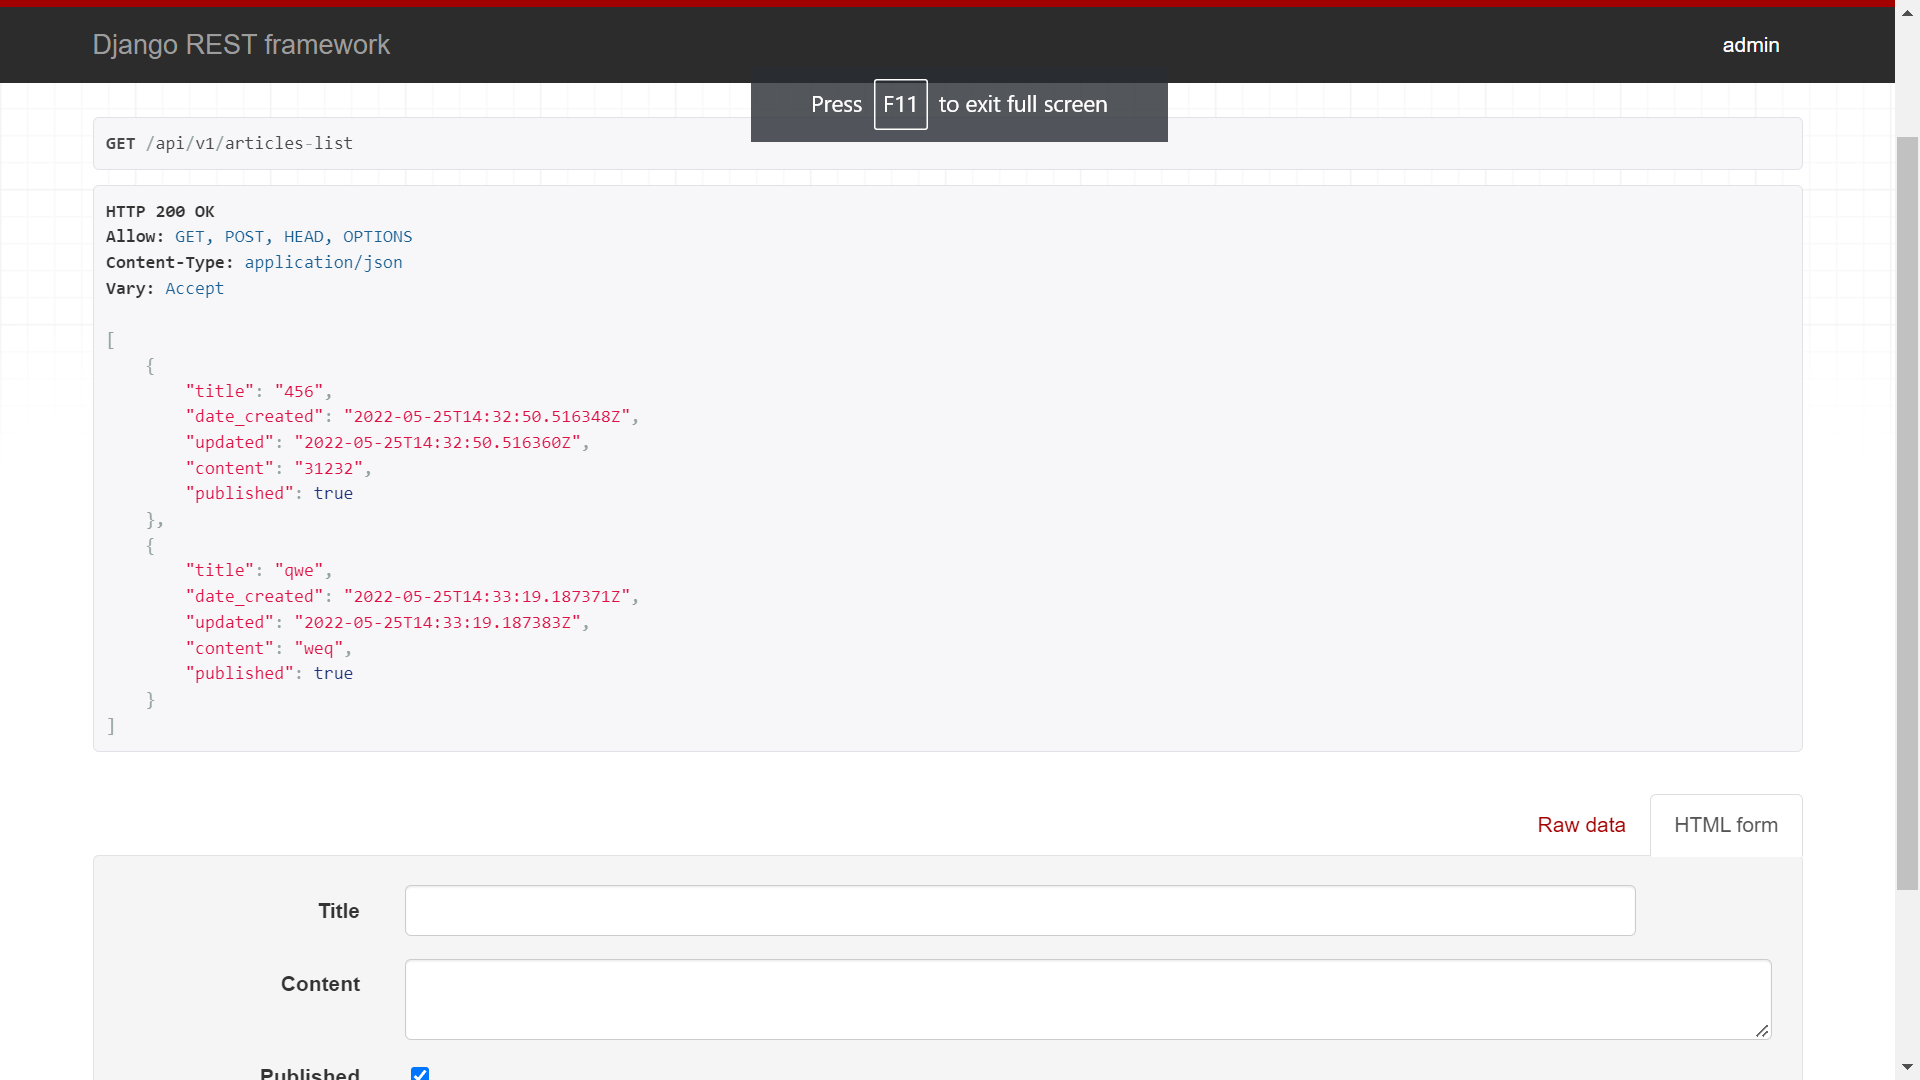 Django REST framework
admin
Press F11 to exit full screen
GET /api/v1/articles-list
HTTP 200 OK
Allow: GET, POST, HEAD, OPTIONS
Content-Type: application/json
Vary: Accept
[
    {
        "title": "456",
        "date_created": "2022-05-25T14:32:50.516348Z",
        "updated": "2022-05-25T14:32:50.516360Z",
        "content": "31232",
        "published": true
    },
    {
        "title": "qwe",
        "date_created": "2022-05-25T14:33:19.187371Z",
        "updated": "2022-05-25T14:33:19.187383Z",
        "content": "weq",
        "published": true
    }
]
Raw data
HTML form
Title
Content
Published